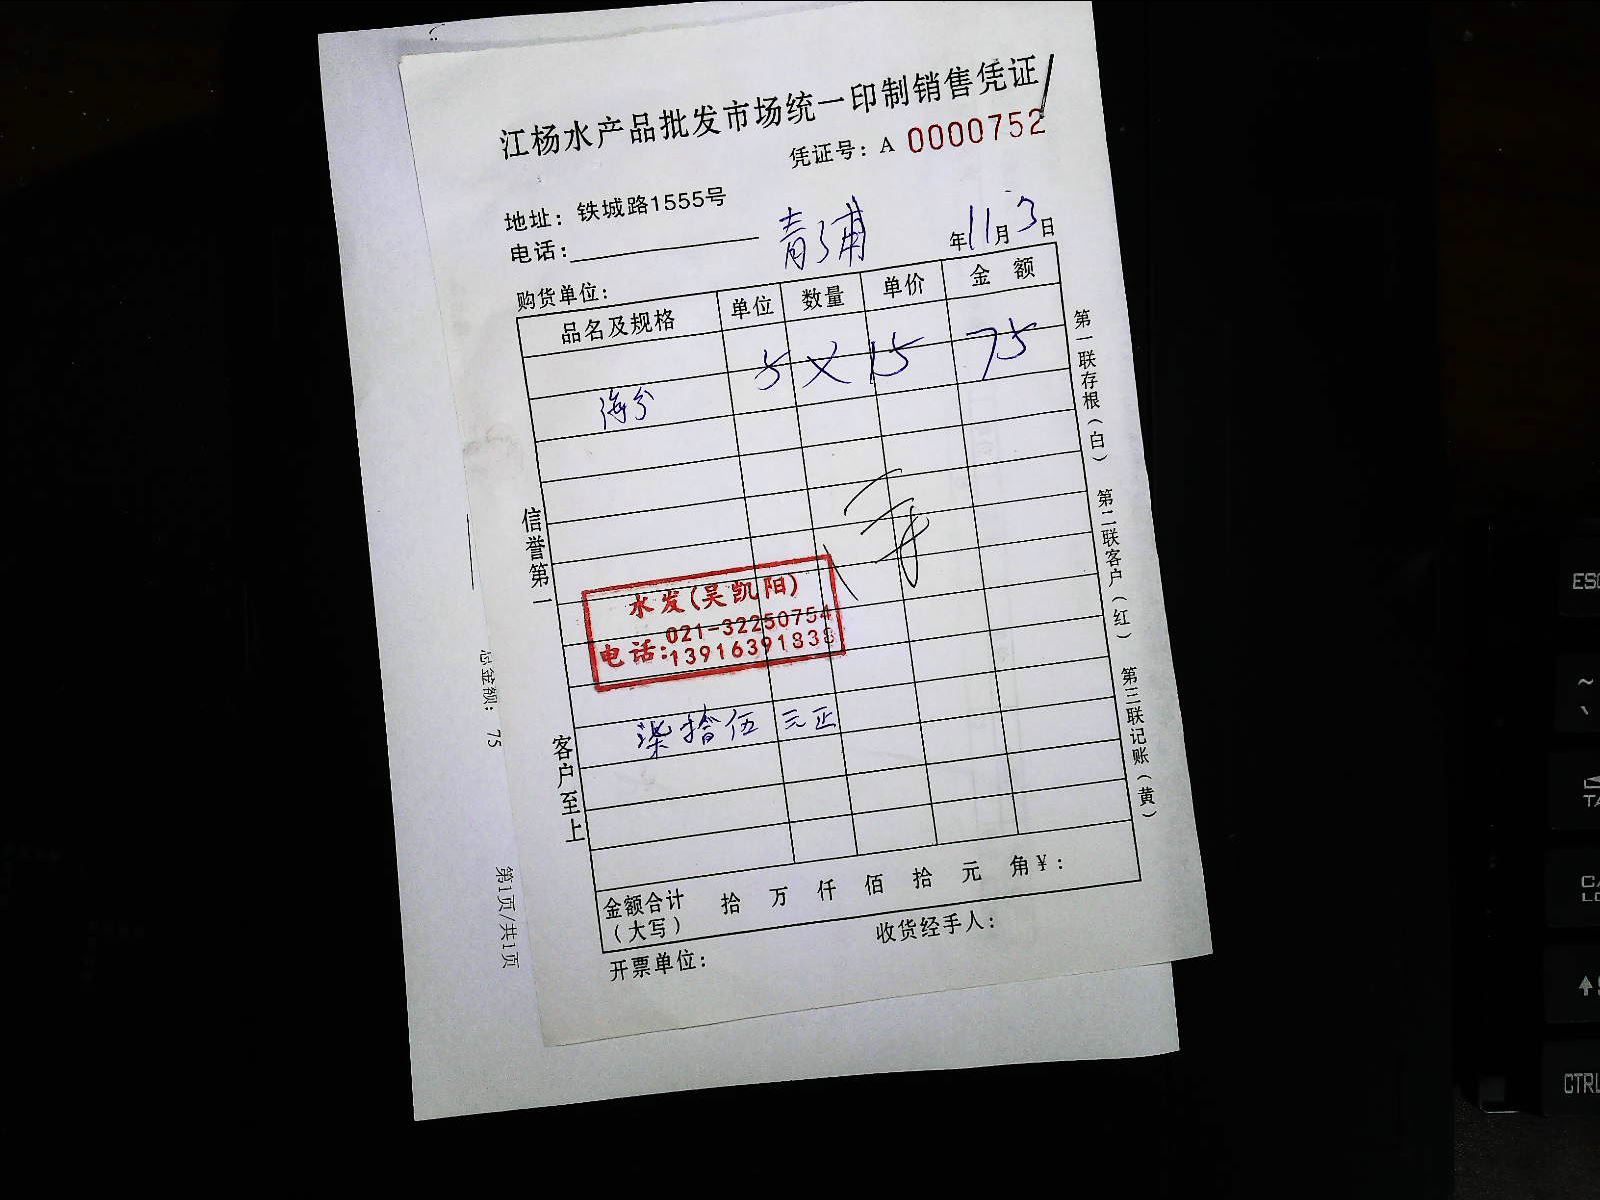 江杨水产品批发市场统一印制销售凭证
凭证号: A 0000752
地址: 铁城路1555号
电话:
青浦
年11月3日
购货单位:
品名及规格 单位 数量 单价 金额
5 X 15 75
海
水发(吴凯阳)
021-32250754
电话:13916391838
柒拾伍 元正
金额合计(大写) 拾 万 仟 佰 拾 元 角¥:
开票单位: 收货经手人:
信誉第一
客户至上
第一联存根(白) 第二联客户(红) 第三联记账(黄)
总金额: 75
第1页/共1页
ESC
~
CTRL